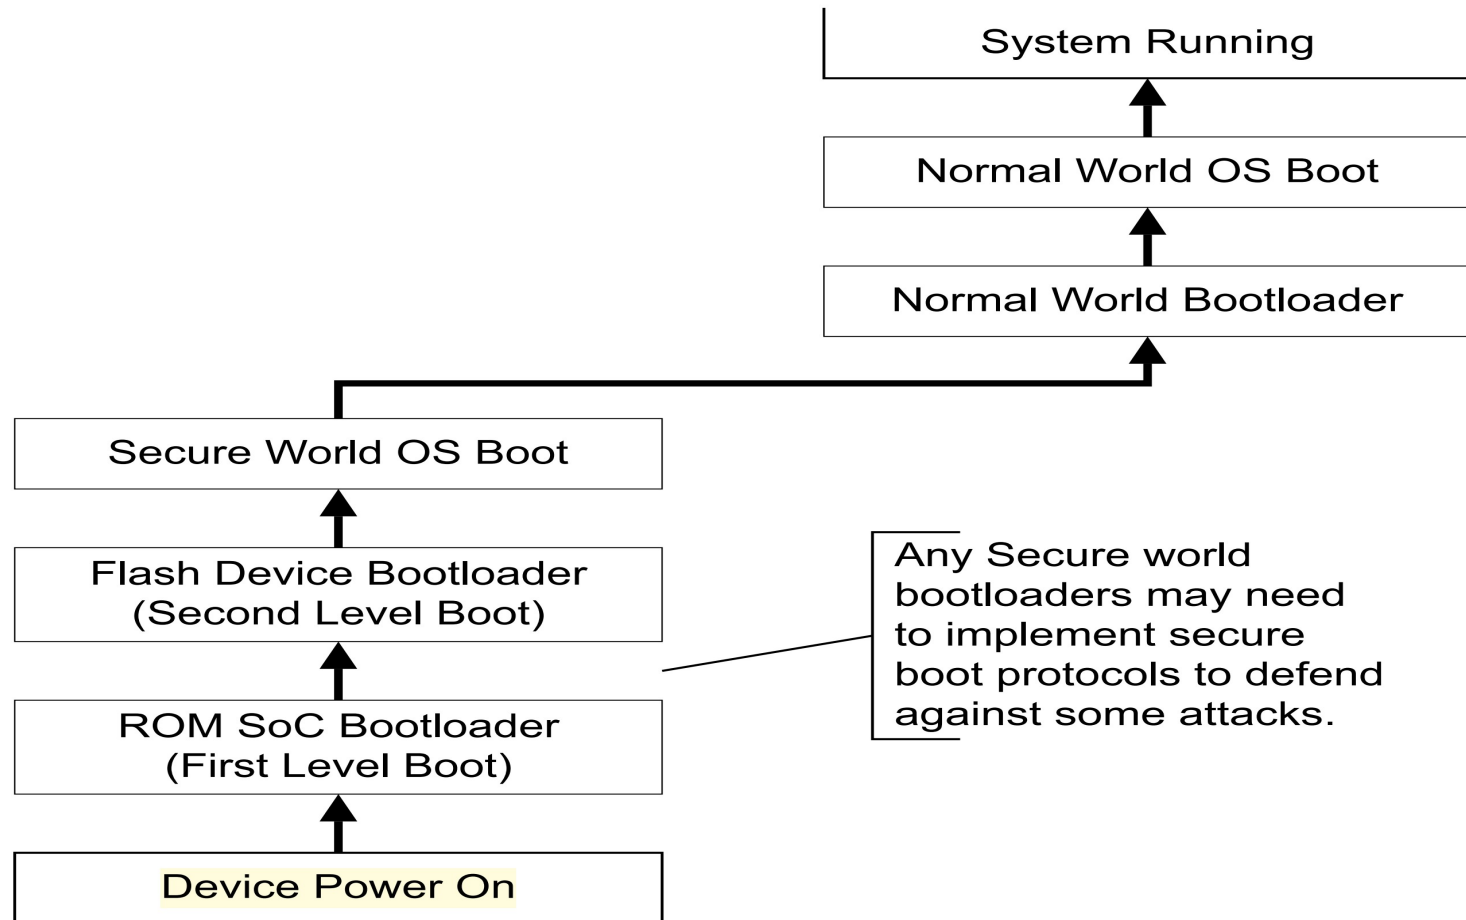 System Running
Normal World OS Boot
Normal World Bootloader
Secure World OS Boot
Flash Device Bootloader
(Second Level Boot)
Any Secure world
bootloaders may need
to implement secure
boot protocols to defend
against some attacks.
ROM SoC Bootloader
(First Level Boot)
Device Power On